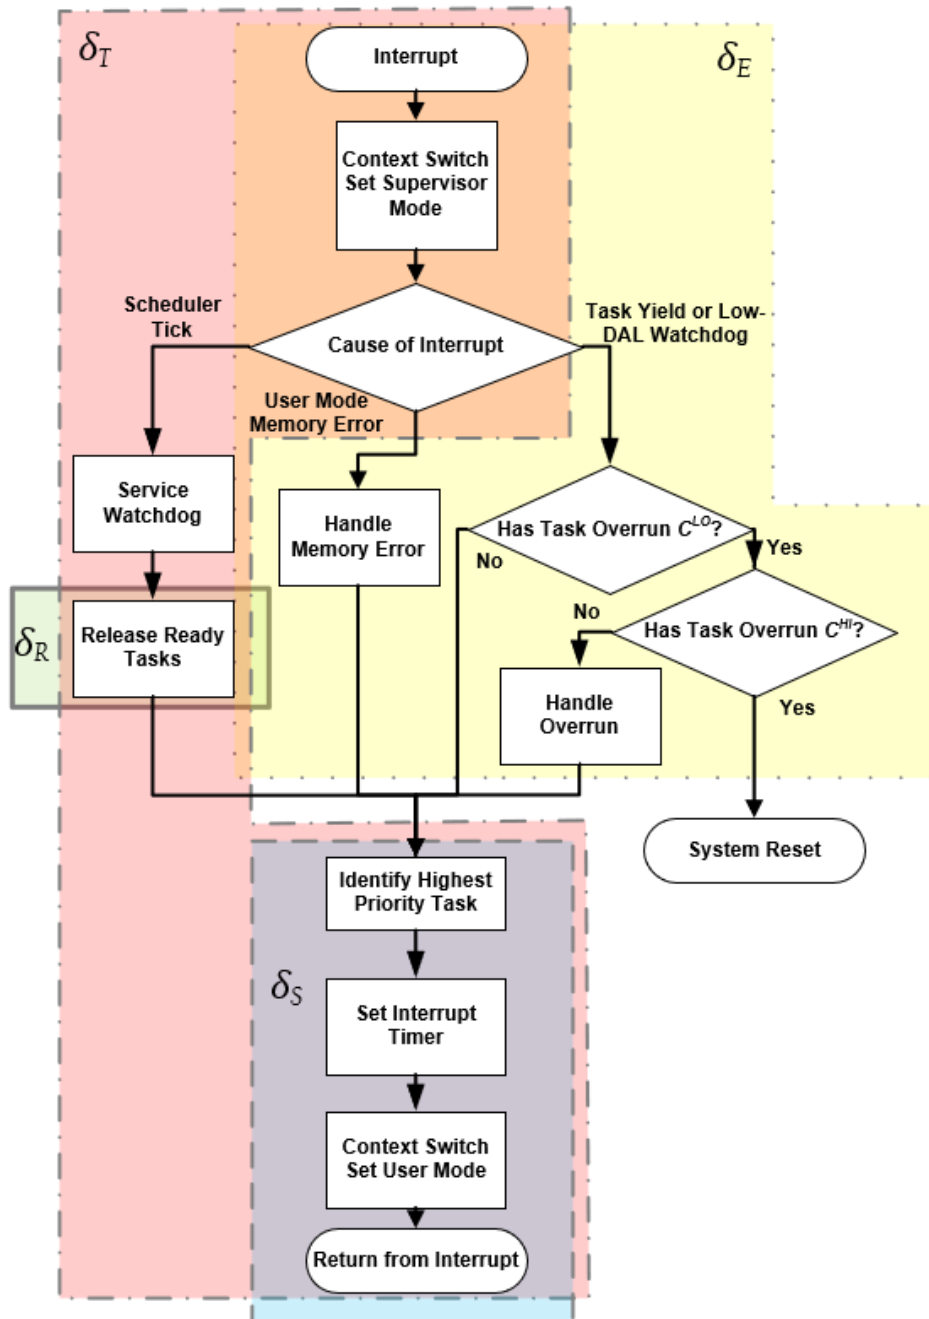 δT
δE
Interrupt
Context Switch
Set Supervisor
Mode
Scheduler
Tick
Cause of Interrupt
Task Yield or Low-
DAL Watchdog
User Mode
Memory Error
Service
Watchdog
Handle
Memory Error
Has Task Overrun C^LO?
No
Yes
δR
Release Ready
Tasks
No
Has Task Overrun C^HI?
Handle
Overrun
Yes
System Reset
Identify Highest
Priority Task
δS
Set Interrupt
Timer
Context Switch
Set User Mode
Return from Interrupt